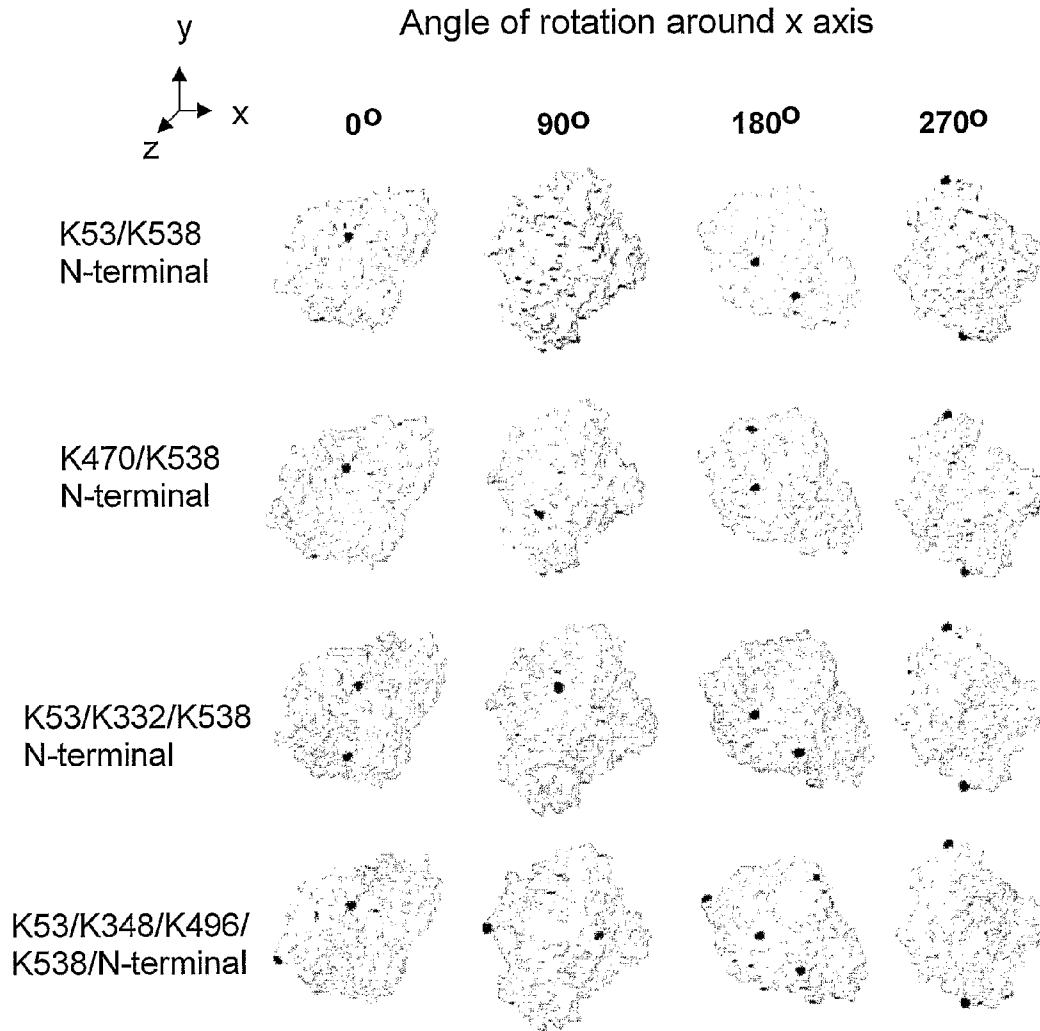 Angle of rotation around x axis
y
x
z
0º
90º
180º
270º
K53/K538
N-terminal
K470/K538
N-terminal
K53/K332/K538
N-terminal
K53/K348/K496/
K538/N-terminal